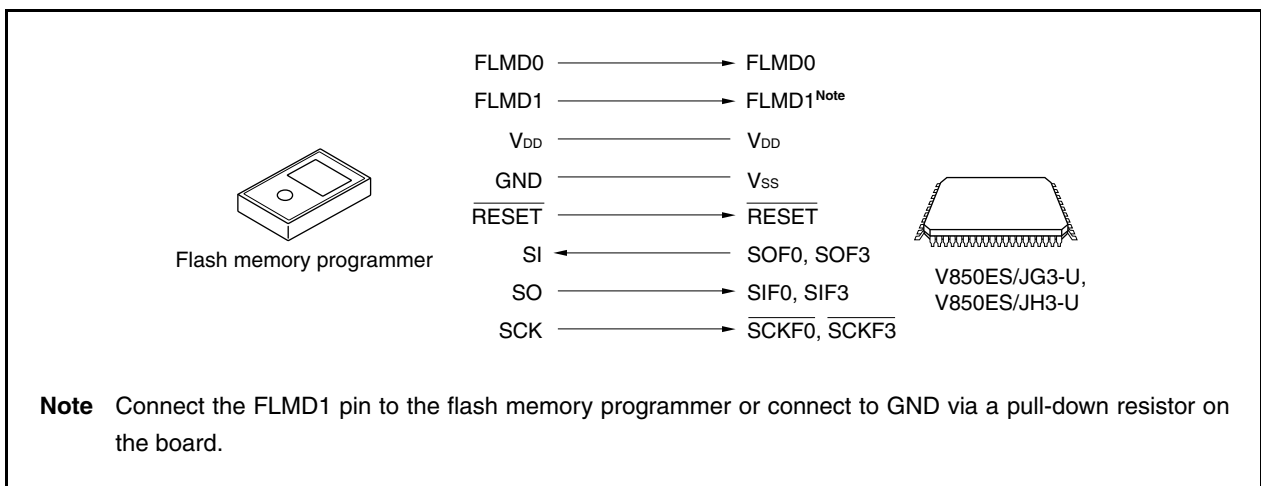 FLMD0 FLMD0
FLMD1 FLMD1Note
VDD VDD
GND VSS
RESET RESET
SI SOF0, SOF3
SO SIF0, SIF3
SCK SCKF0, SCKF3
Flash memory programmer
V850ES/JG3-U,
V850ES/JH3-U
Note Connect the FLMD1 pin to the flash memory programmer or connect to GND via a pull-down resistor on
the board.